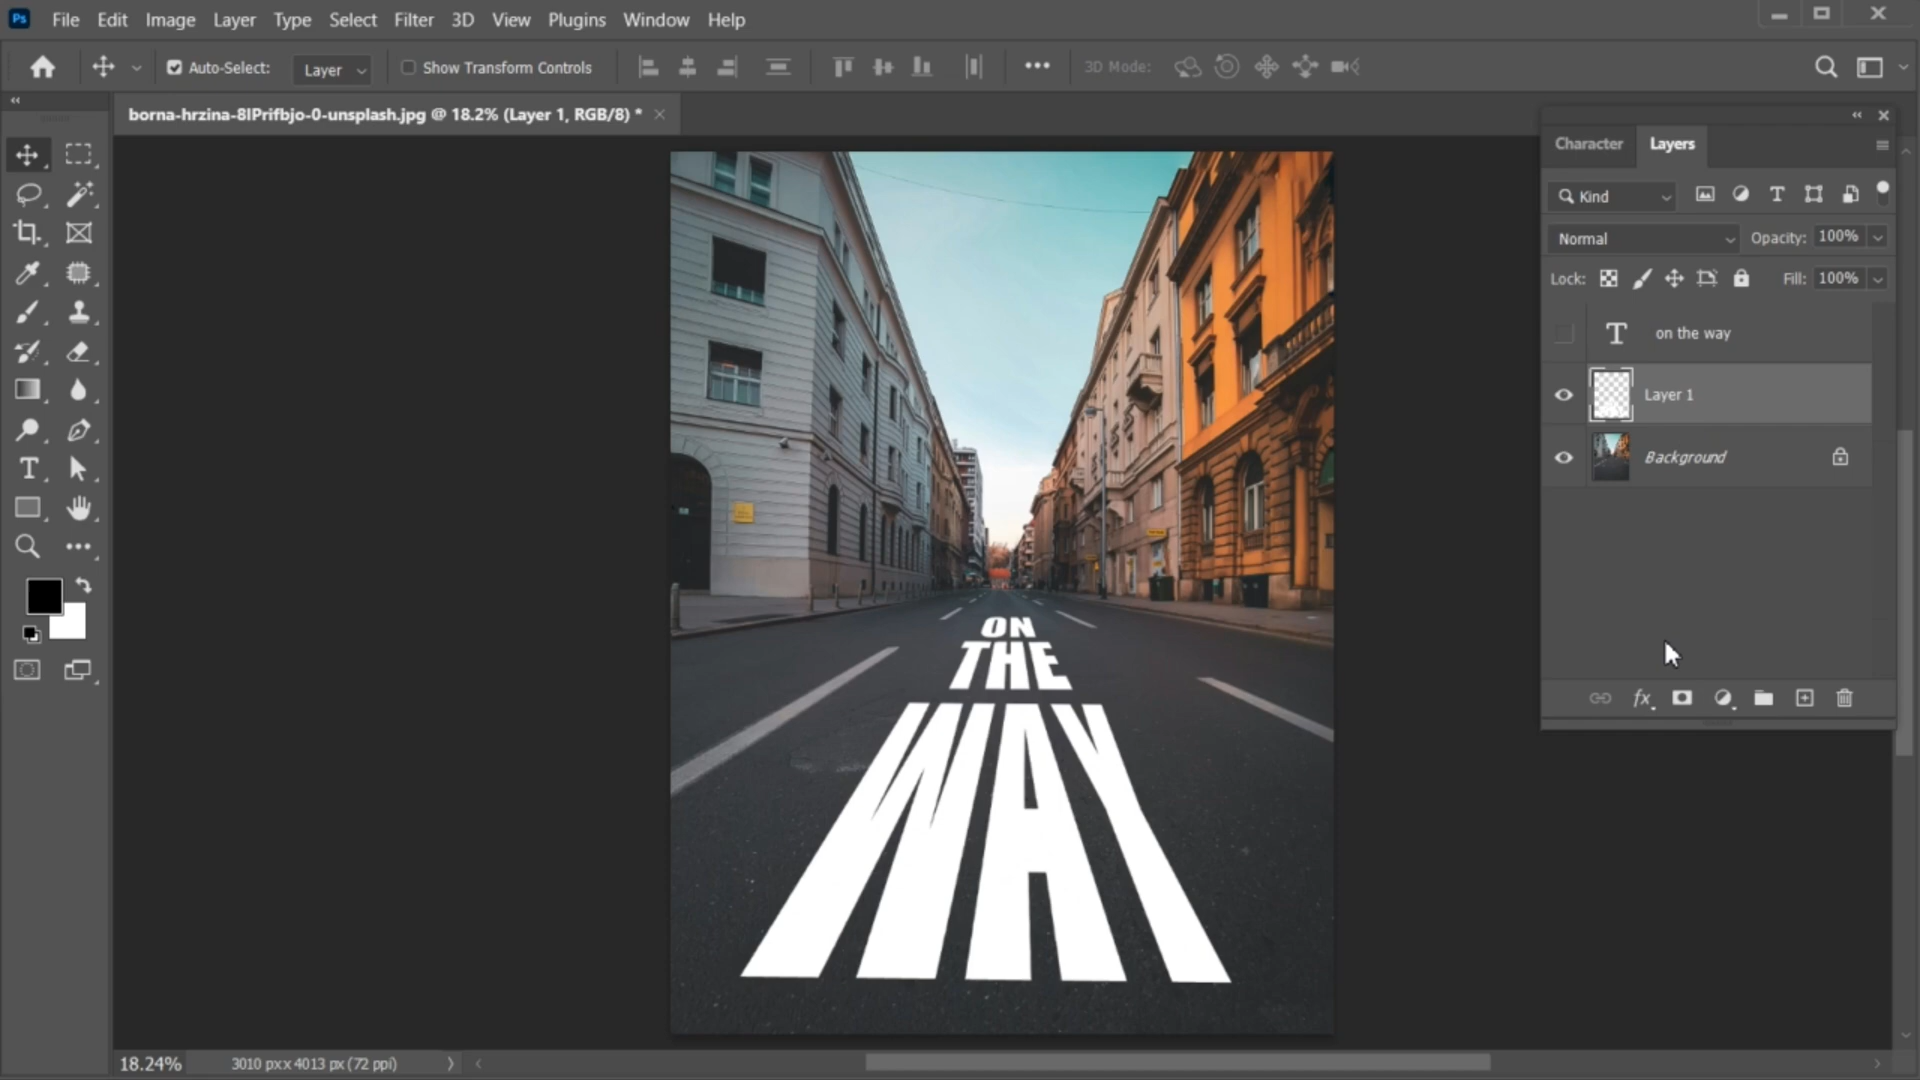 Ps File Edit Image Layer Type Select Filter 3D View Plugins Window Help
Auto-Select: Layer Show Transform Controls 3D Mode:
borna-hrzina-8IPrifbjo-0-unsplash.jpg @ 18.2% (Layer 1, RGB/8) *
Character Layers
Kind
Normal Opacity: 100%
Lock: Fill: 100%
T on the way
Layer 1
Background
fx
ON
THE
WAY
18.24% 3010 px x 4013 px (72 ppi)